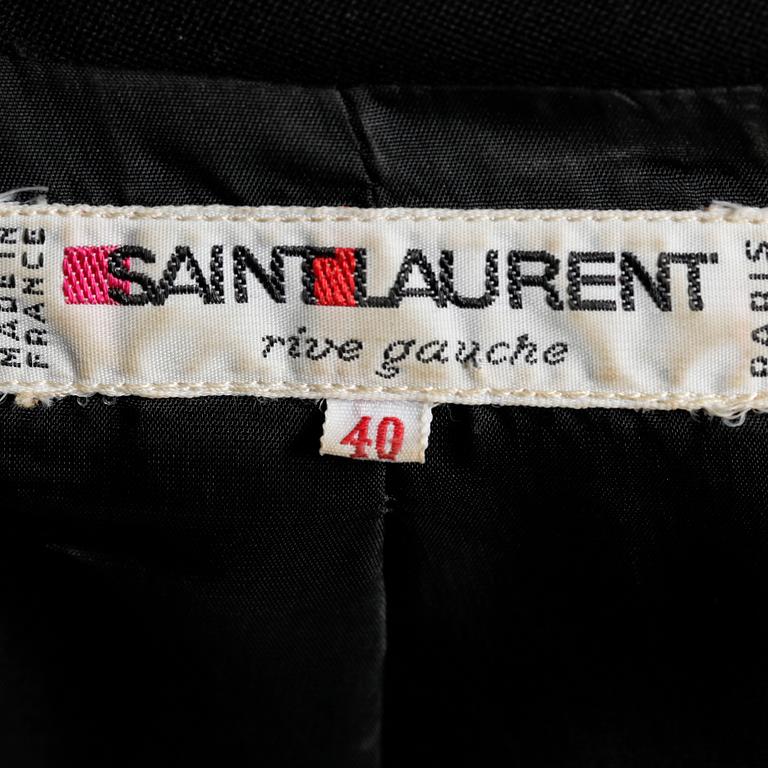 MADE IN
FRANCE
SAINT LAURENT
rive gauche
PARIS
40